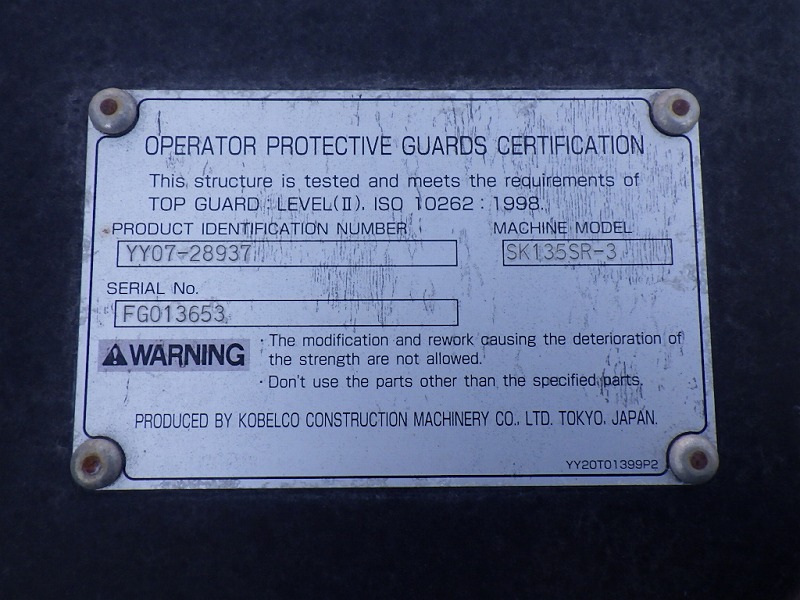 OPERATOR PROTECTIVE GUARDS CERTIFICATION
This structure is tested and meets the requirements of
TOP GUARD : LEVEL(II). ISO 10262 : 1998.
PRODUCT IDENTIFICATION NUMBER MACHINE MODEL
YY07-28937 SK135SR-3
SERIAL No.
FG013653
⚠WARNING
・The modification and rework causing the deterioration of
the strength are not allowed.
・Don't use the parts other than the specified parts.
PRODUCED BY KOBELCO CONSTRUCTION MACHINERY CO., LTD. TOKYO, JAPAN.
YY20T01399P2